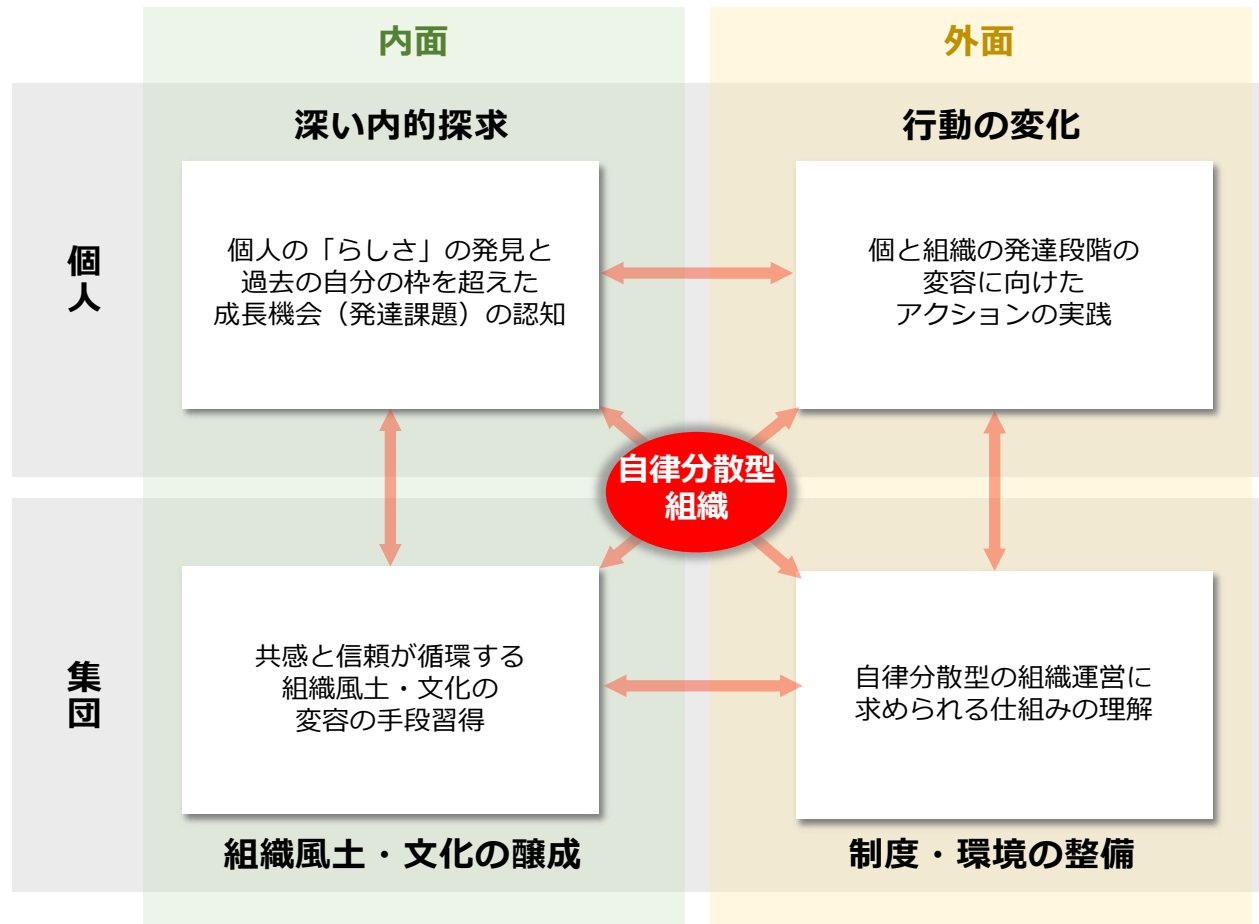 内面
外面
個人
深い内的探求
個人の「らしさ」の発見と
過去の自分の枠を超えた
成長機会（発達課題）の認知
行動の変化
個と組織の発達段階の
変容に向けた
アクションの実践
自律分散型
組織
集団
共感と信頼が循環する
組織風土・文化の
変容の手段習得
組織風土・文化の醸成
自律分散型の組織運営に
求められる仕組みの理解
制度・環境の整備